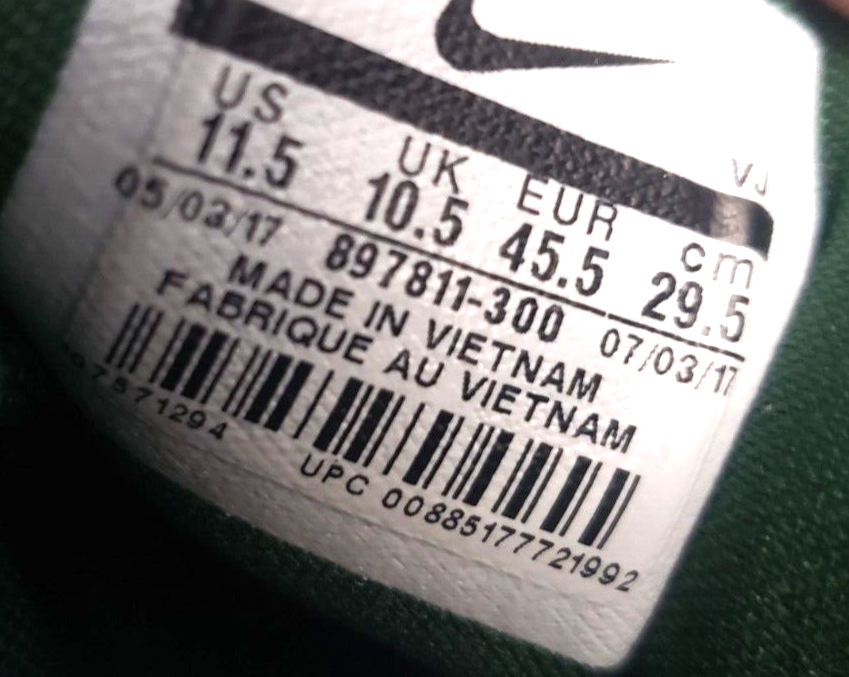 VJ
US UK EUR cm
11.5 10.5 45.5 29.5
05/03/17 897811-300 07/03/17
MADE IN VIETNAM
FABRIQUE AU VIETNAM
7571294
UPC 00885177721992